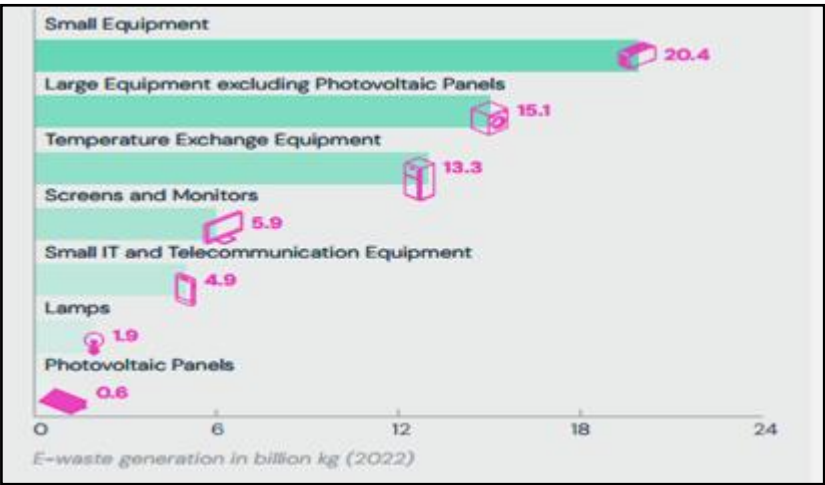 Small Equipment
20.4
Large Equipment excluding Photovoltaic Panels
15.1
Temperature Exchange Equipment
13.3
Screens and Monitors
5.9
Small IT and Telecommunication Equipment
4.9
Lamps
1.9
Photovoltaic Panels
0.6
0 6 12 18 24
E-waste generation in billion kg (2022)